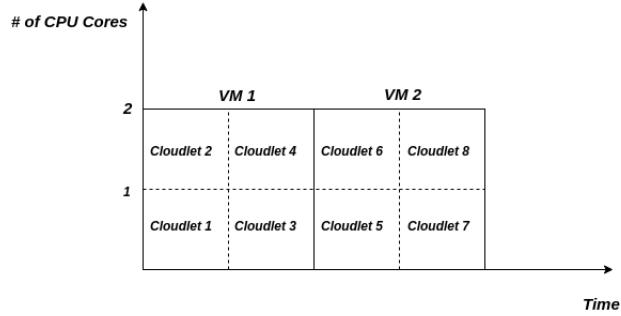 # of CPU Cores
VM 1 VM 2
2
Cloudlet 2 Cloudlet 4 Cloudlet 6 Cloudlet 8
1
Cloudlet 1 Cloudlet 3 Cloudlet 5 Cloudlet 7
Time